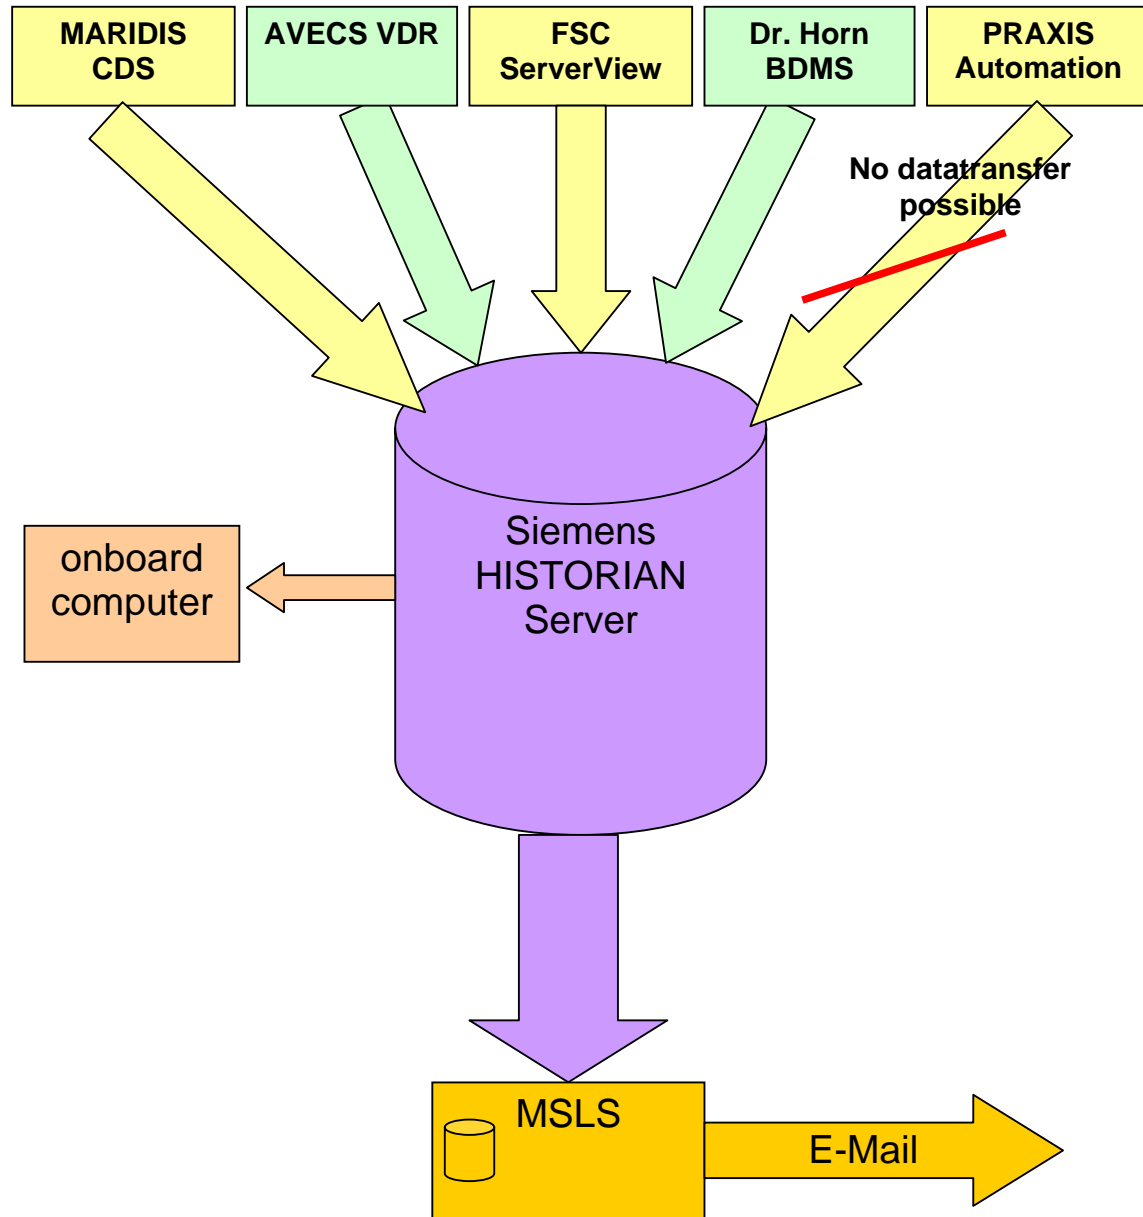 MARIDIS
CDS
AVECS VDR
FSC
ServerView
Dr. Horn
BDMS
PRAXIS
Automation
No datatransfer
possible
Siemens
HISTORIAN
Server
onboard
computer
MSLS
E-Mail